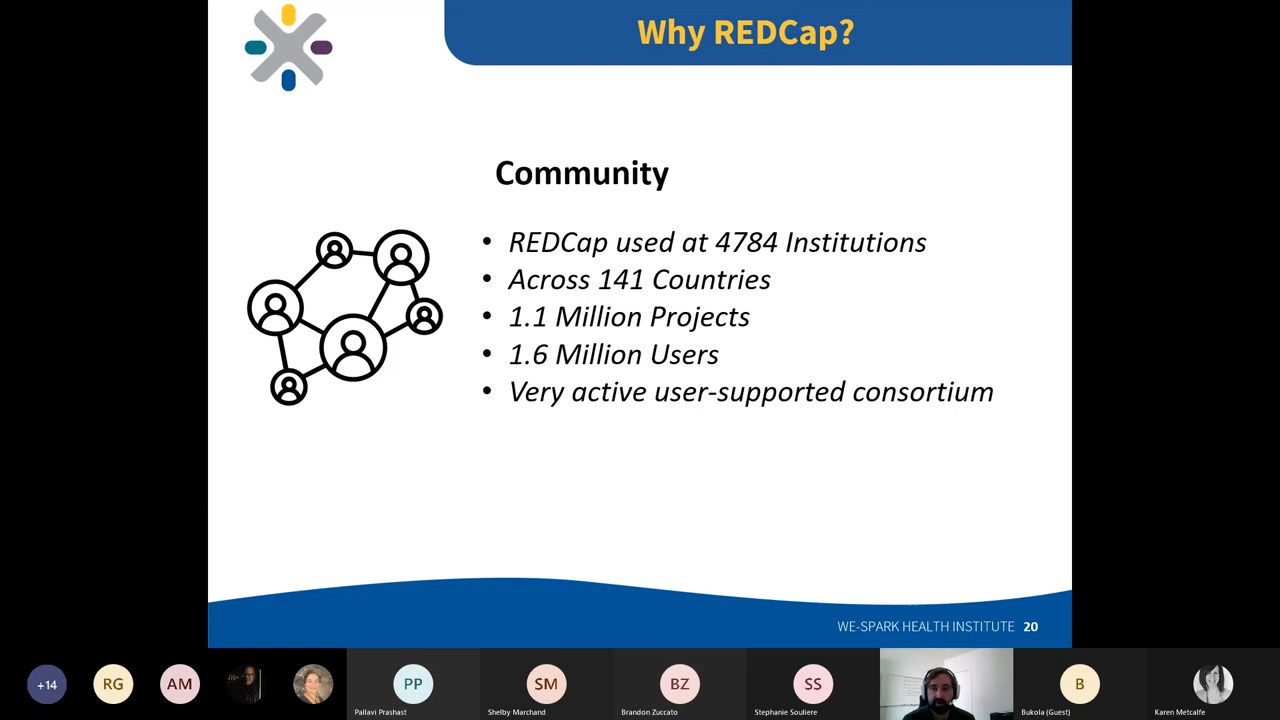 Why REDCap?
Community
• REDCap used at 4784 Institutions
• Across 141 Countries
• 1.1 Million Projects
• 1.6 Million Users
• Very active user-supported consortium
WE-SPARK HEALTH INSTITUTE 20
+14
RG
AM
PP
SM
BZ
SS
B
Pallavi Prashast
Shelby Marchand
Brandon Zuccato
Stephanie Souliere
Bukola (Guest)
Karen Metcalfe